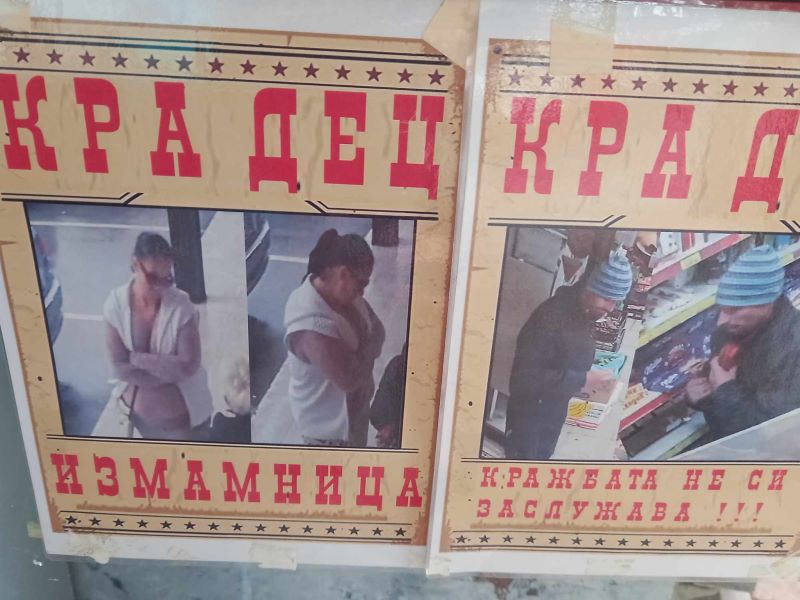 КРАДЕЦ
ИЗМАМНИЦА
КРАД
КРАЖБАТА НЕ СИ
ЗАСЛУЖАВА !!!